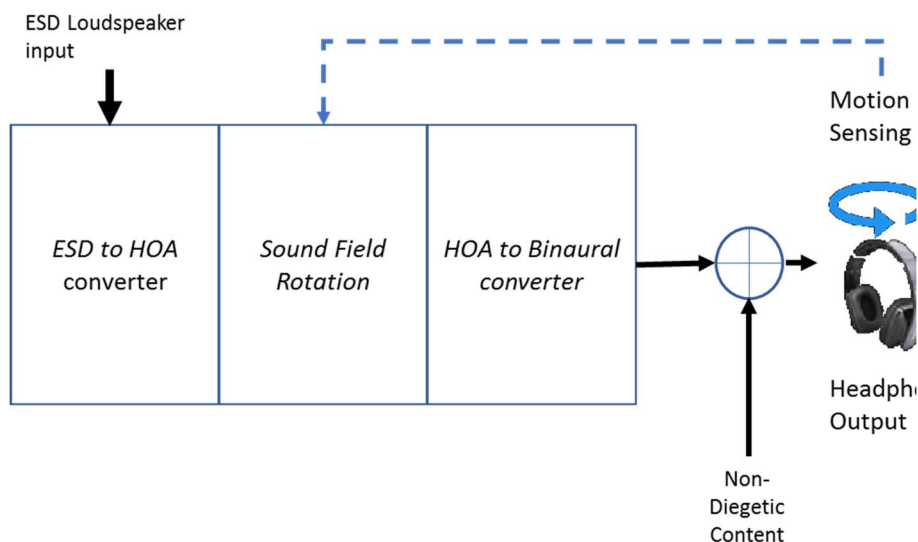 ESD Loudspeaker
input
Motion
Sensing
ESD to HOA
converter
Sound Field
Rotation
HOA to Binaural
converter
Output
Non-
Diegetic
Content